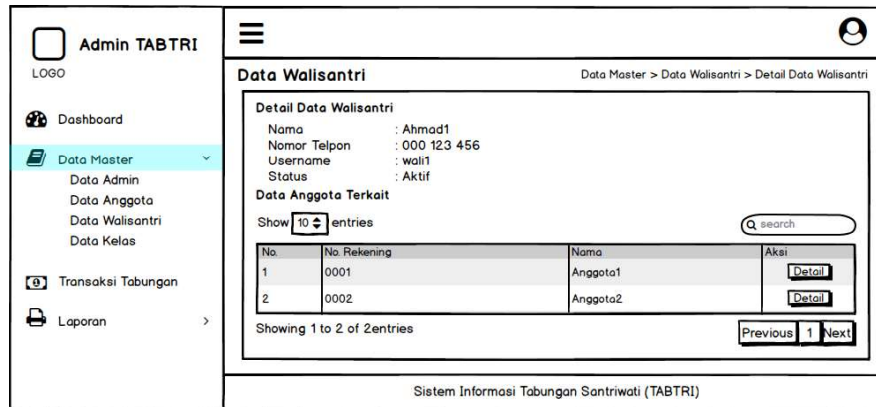 Admin TABTRI
LOGO
Dashboard
Data Master
Data Admin
Data Anggota
Data Walisantri
Data Kelas
Transaksi Tabungan
Laporan
Data Walisantri
Data Master > Data Walisantri > Detail Data Walisantri
Detail Data Walisantri
Nama : Ahmad1
Nomor Telpon : 000 123 456
Username : wali1
Status : Aktif
Data Anggota Terkait
Show 10 entries
search
No. No. Rekening Nama Aksi
1 0001 Anggota1 Detail
2 0002 Anggota2 Detail
Showing 1 to 2 of 2entries
Previous 1 Next
Sistem Informasi Tabungan Santriwati (TABTRI)